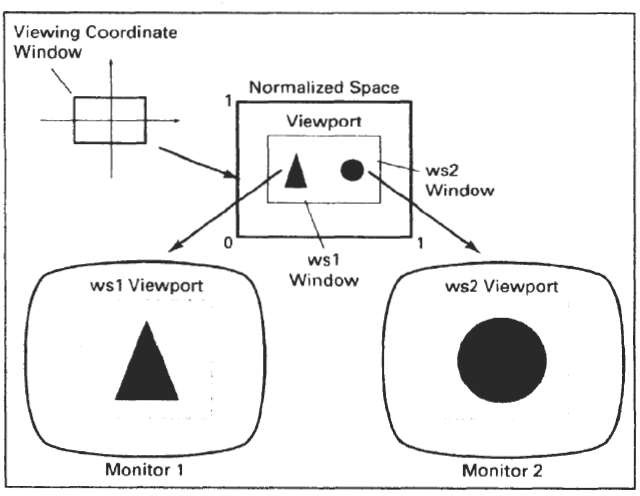 Viewing Coordinate
Window
Normalized Space
1
Viewport
ws2
Window
0
1
ws1
Window
ws1 Viewport
ws2 Viewport
Monitor 1
Monitor 2